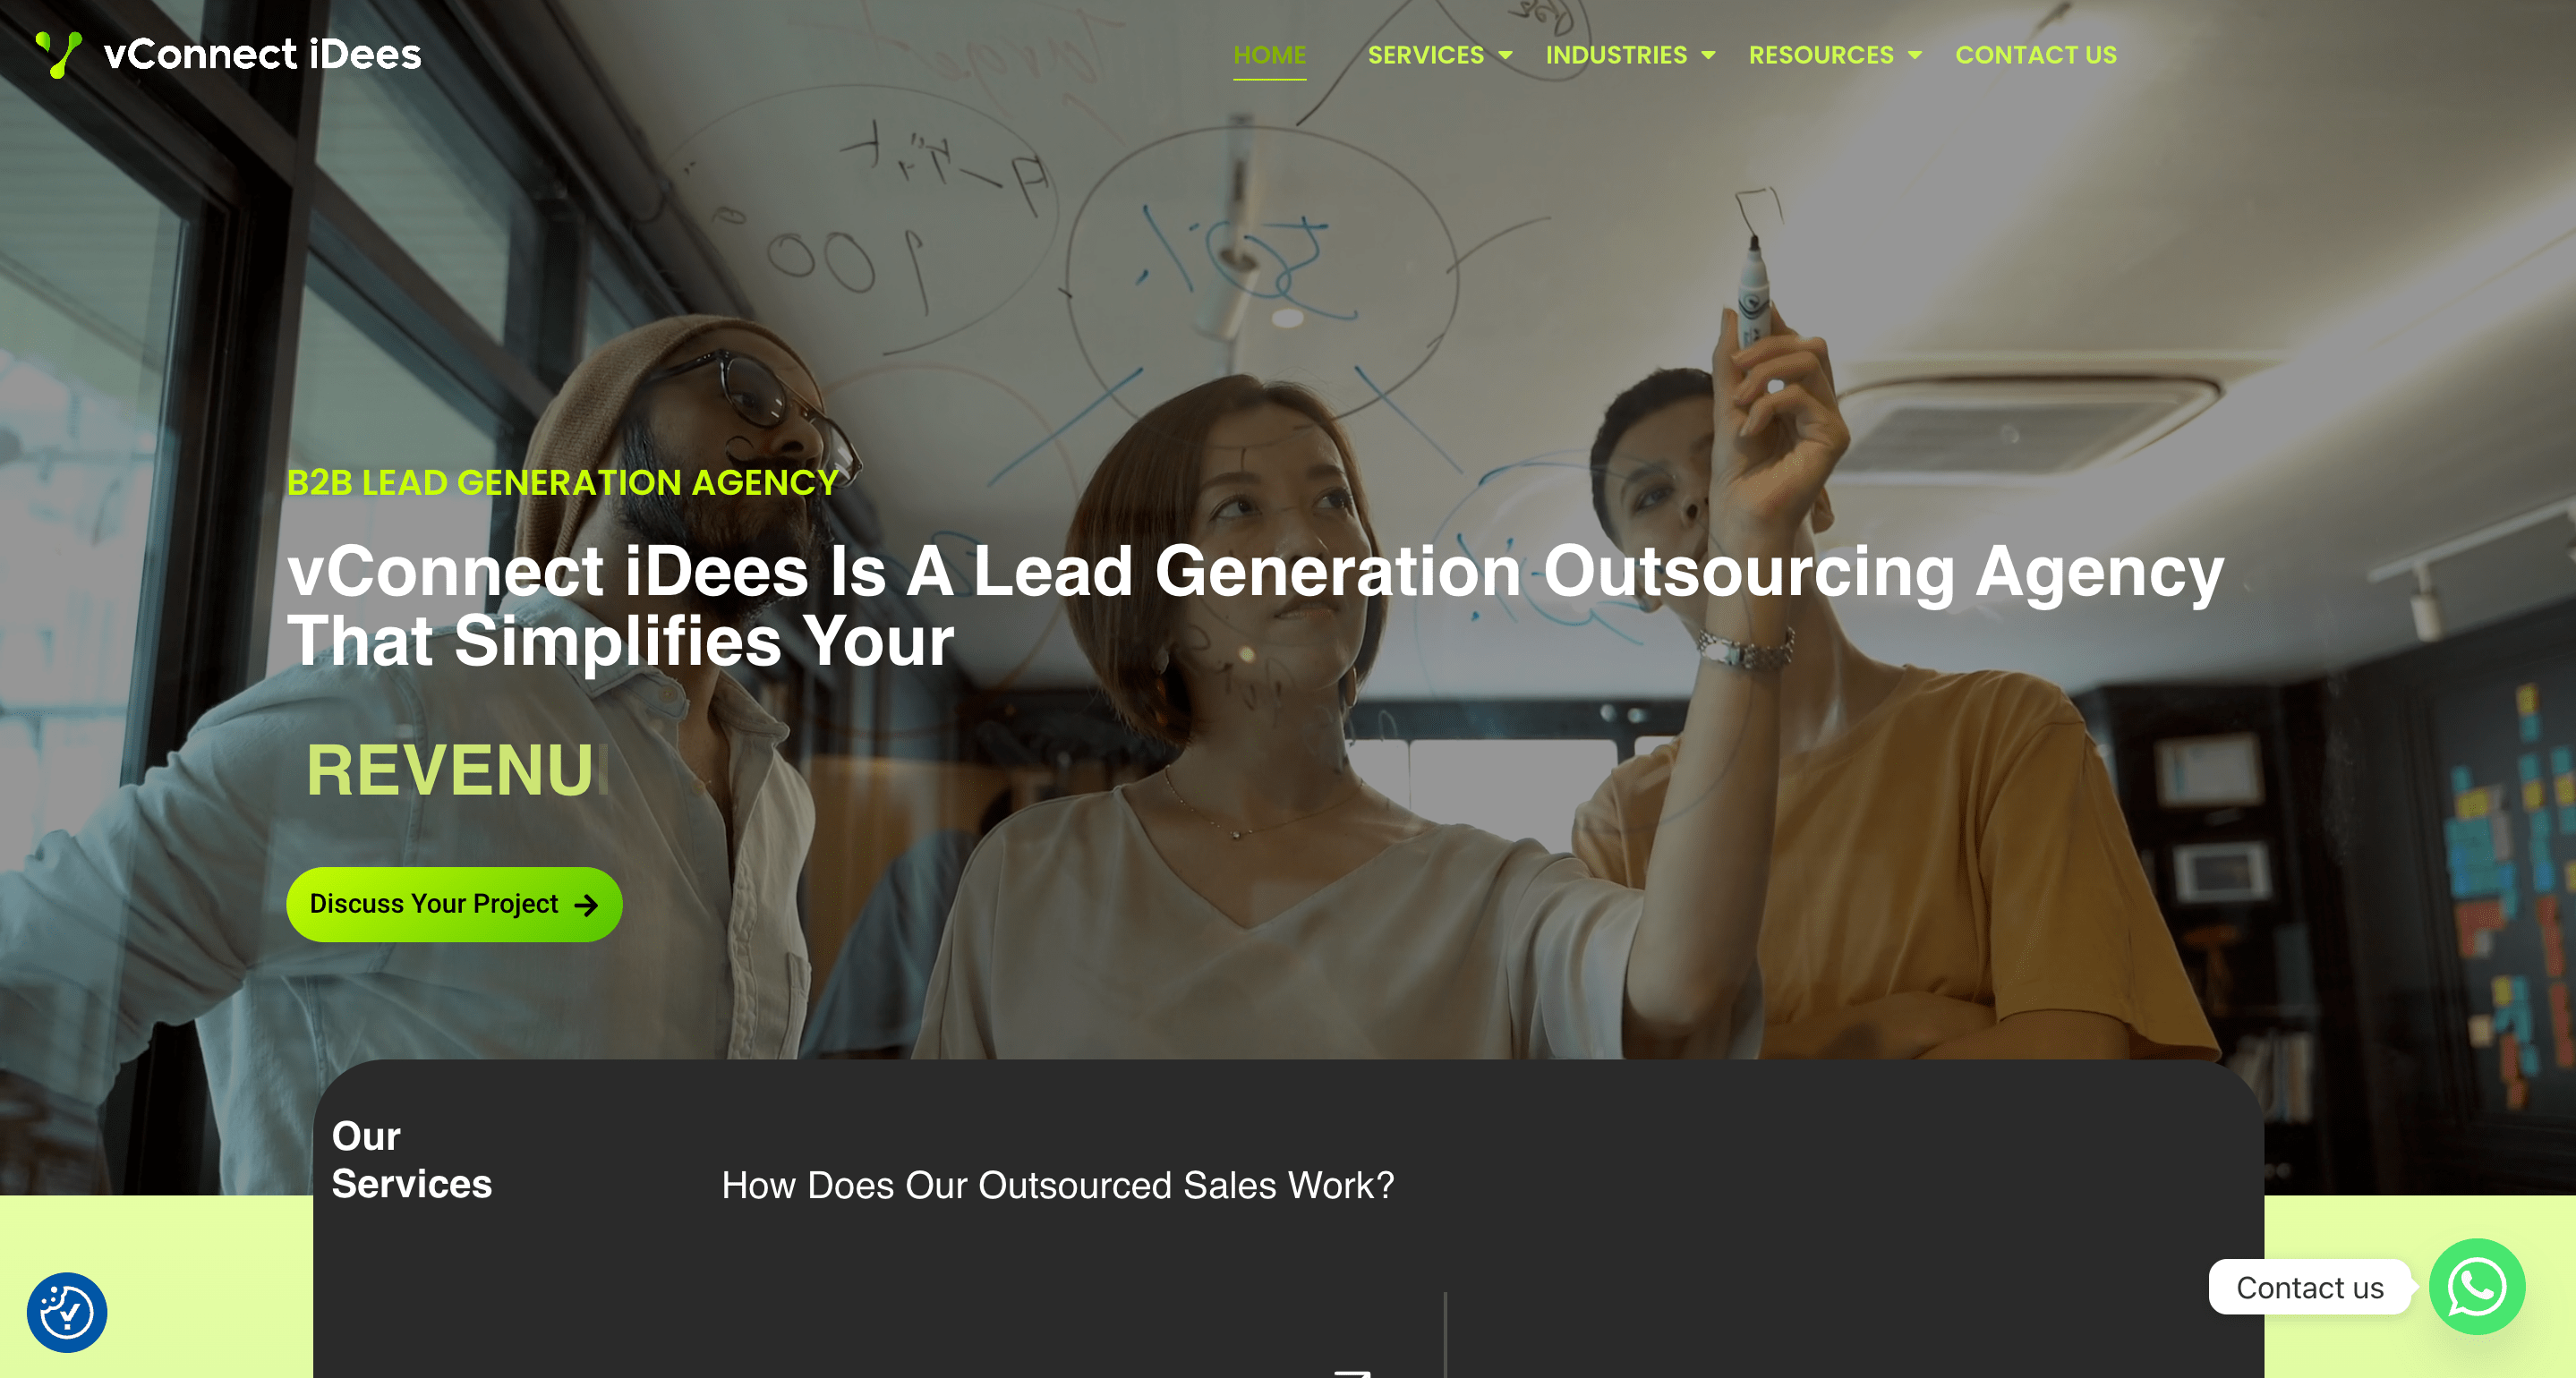 vConnect iDees
HOME
SERVICES
INDUSTRIES
RESOURCES
CONTACT US
B2B LEAD GENERATION AGENCY
vConnect iDees Is A Lead Generation Outsourcing Agency
That Simplifies Your
REVENU
Discuss Your Project
Our
Services
How Does Our Outsourced Sales Work?
Contact us